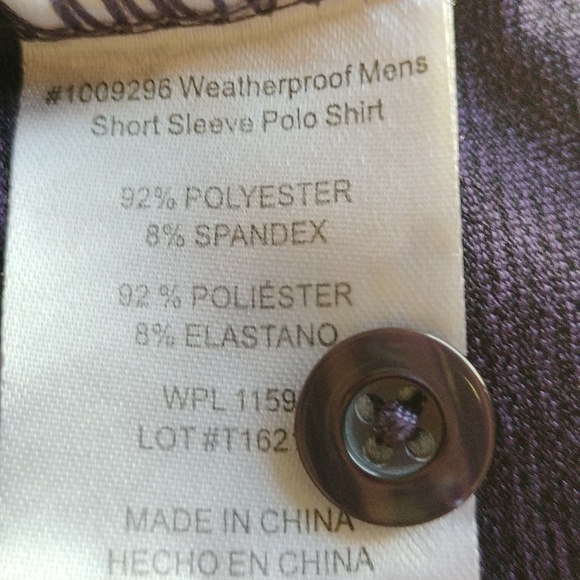 #1009296 Weatherproof Mens
Short Sleeve Polo Shirt
92% POLYESTER
8% SPANDEX
92 % POLIÉSTER
8% ELASTANO
WPL 1159
LOT #T162
MADE IN CHINA
HECHO EN CHINA